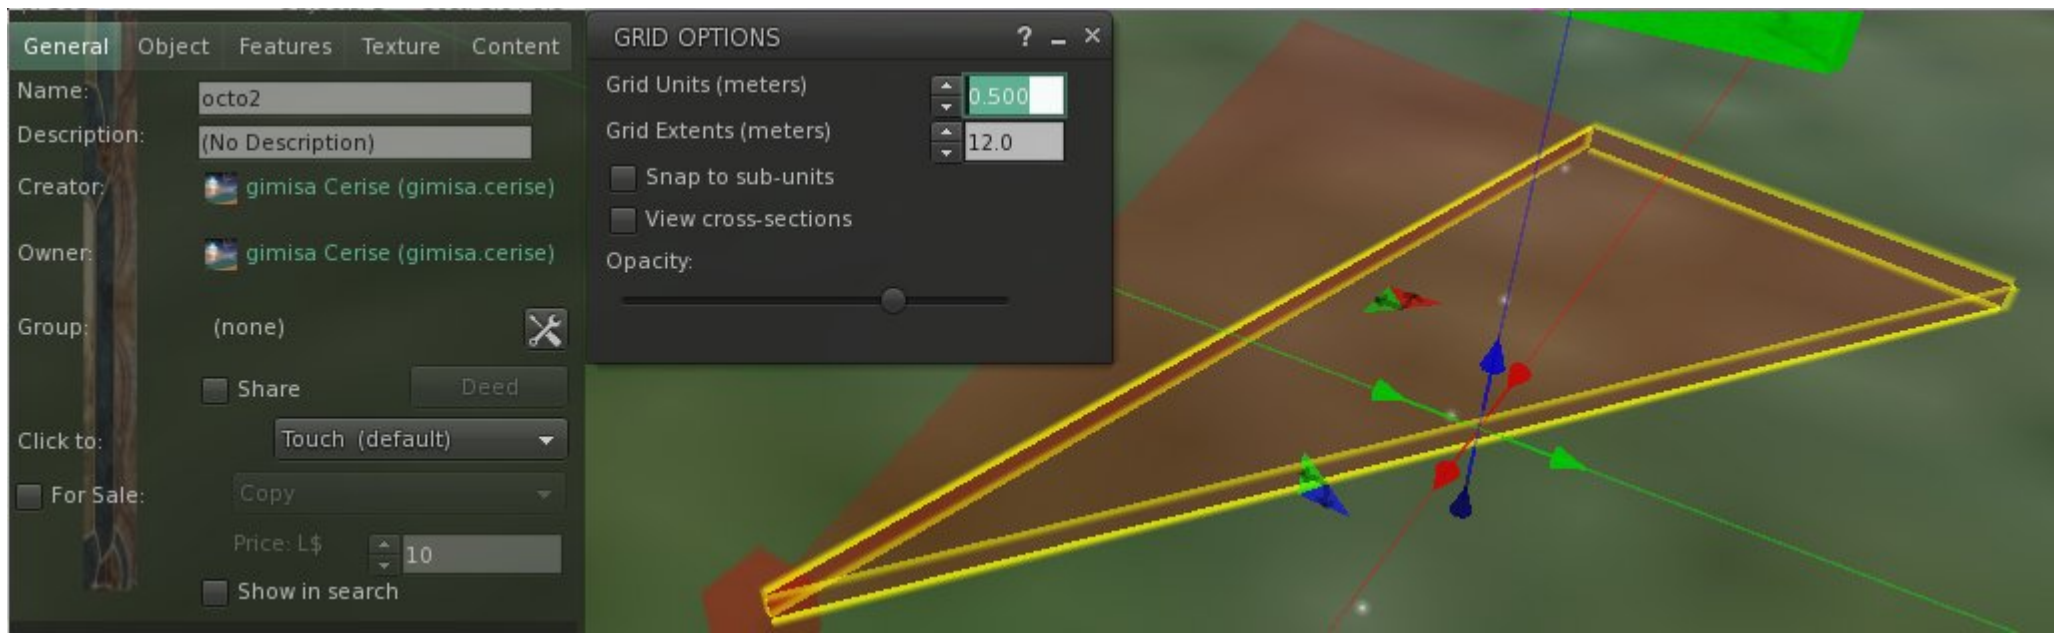 General Object Features Texture Content
Name: octo2
Description: (No Description)
Creator: gimisa Cerise (gimisa.cerise)
Owner: gimisa Cerise (gimisa.cerise)
Group: (none)
Share Deed
Click to: Touch (default)
For Sale: Copy
Price: L$ 10
Show in search
GRID OPTIONS ?
Grid Units (meters) 0.500
Grid Extents (meters) 12.0
Snap to sub-units
View cross-sections
Opacity: